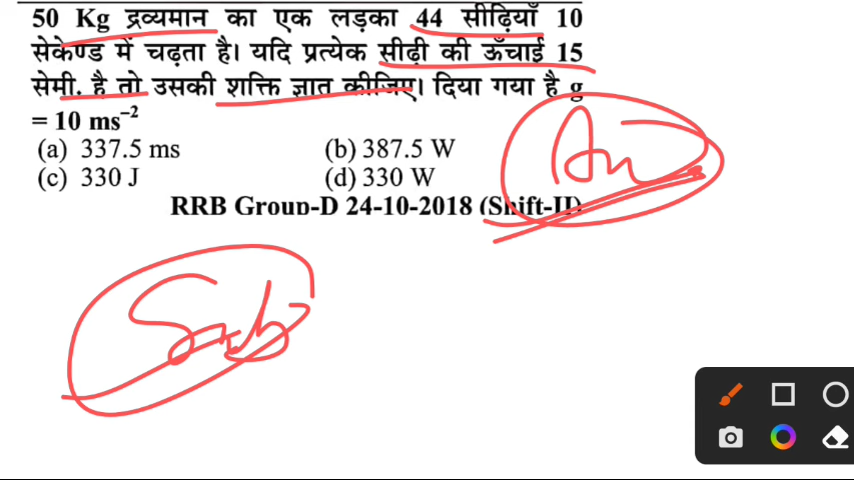 50 Kg द्रव्यमान का एक लड़का 44 सीढ़ियाँ 10
सेकेण्ड में चढ़ता है। यदि प्रत्येक सीढ़ी की ऊँचाई 15
सेमी. है तो उसकी शक्ति ज्ञात कीजिए। दिया गया है g
= 10 ms⁻²
(a) 337.5 ms (b) 387.5 W
(c) 330 J (d) 330 W
RRB Group-D 24-10-2018 (Shift-II)